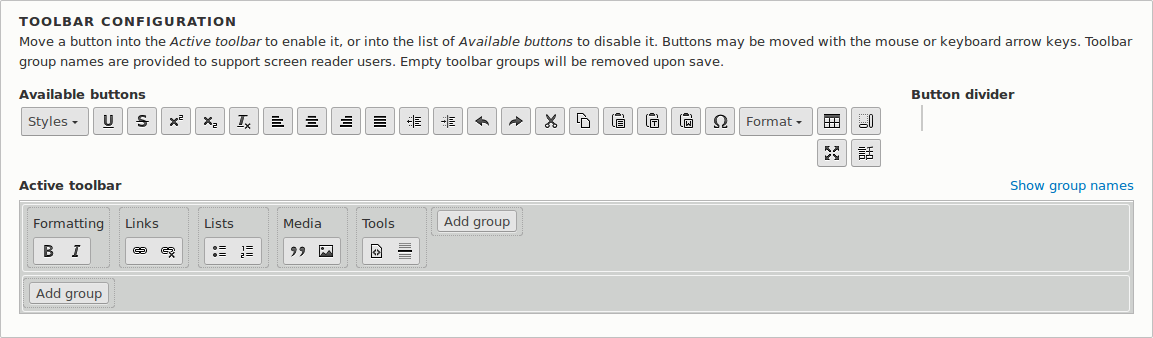 TOOLBAR CONFIGURATION
Move a button into the Active toolbar to enable it, or into the list of Available buttons to disable it. Buttons may be moved with the mouse or keyboard arrow keys. Toolbar
group names are provided to support screen reader users. Empty toolbar groups will be removed upon save.
Available buttons
Button divider
Styles
Format
Active toolbar
Show group names
Formatting
Links
Lists
Media
Tools
Add group
Add group